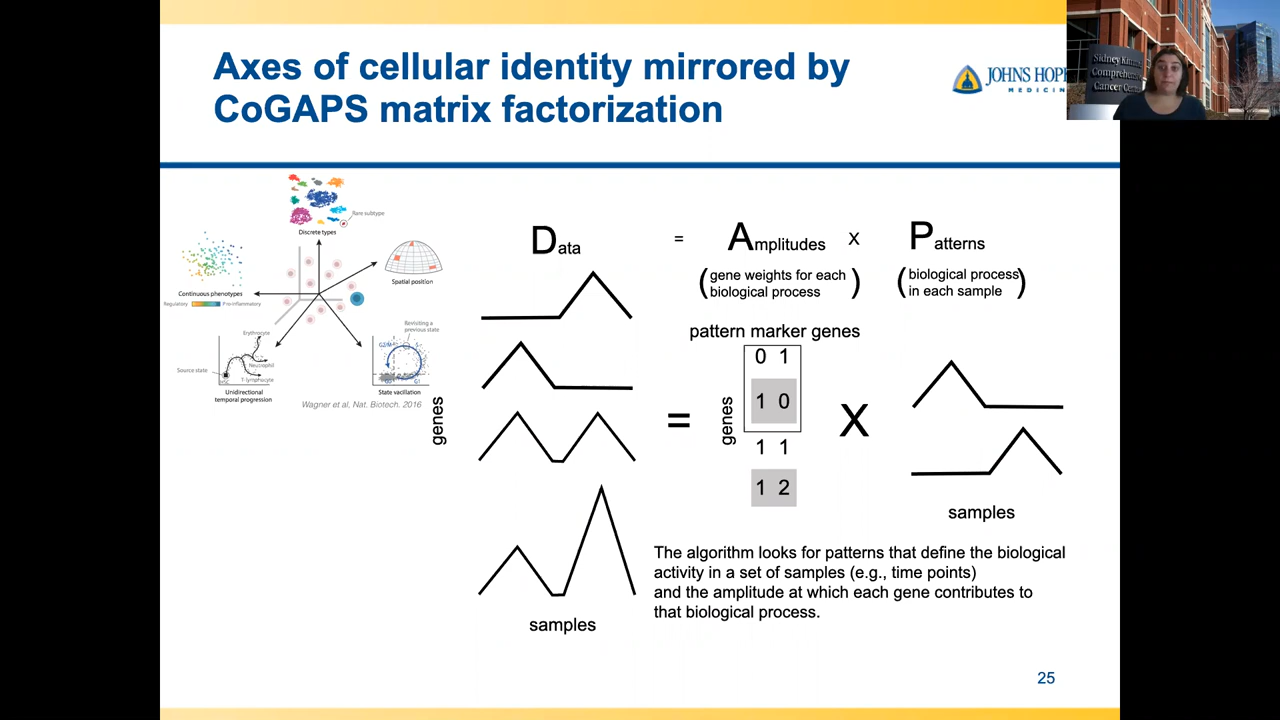 Axes of cellular identity mirrored by
CoGAPS matrix factorization
JOHNS HOPK
MEDICINE
Sidney
Comprehensive
Cancer
Rare subtype
Discrete types
Spatial position
Continuous phenotypes
Regulatory
Pro-inflammatory
Revisiting a
previous state
G2/M
S
G0
G1
State vacillation
Erythrocyte
Neutrophil
T-lymphocyte
Source state
Unidirectional
temporal progression
Wagner et al. Nat. Biotech. 2016
Data = Amplitudes x Patterns
(gene weights for each
biological process)
(biological process
in each sample)
pattern marker genes
genes
=
genes
0 1
1 0
1 1
1 2
X
samples
samples
The algorithm looks for patterns that define the biological
activity in a set of samples (e.g., time points)
and the amplitude at which each gene contributes to
that biological process.
25